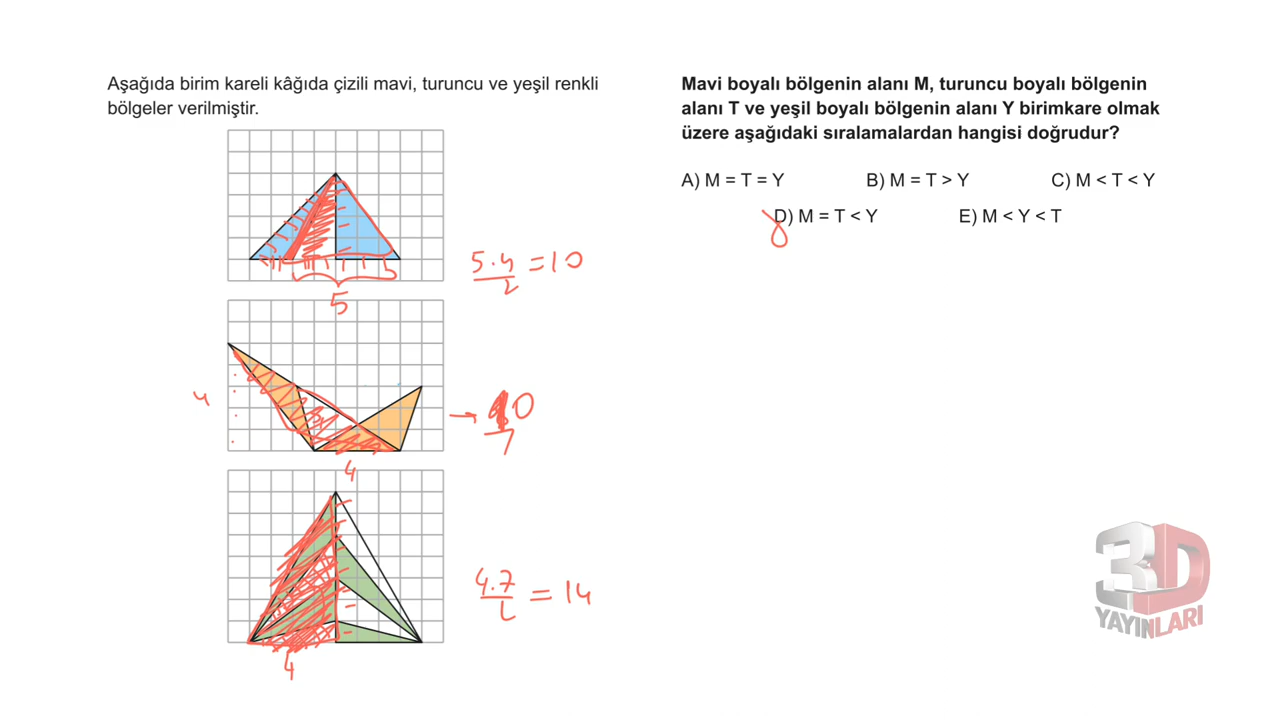 Aşağıda birim kareli kâğıda çizili mavi, turuncu ve yeşil renkli
bölgeler verilmiştir.
5
5.4
2
=10
4
4
10
4
4.7
2
=14
Mavi boyalı bölgenin alanı M, turuncu boyalı bölgenin
alanı T ve yeşil boyalı bölgenin alanı Y birimkare olmak
üzere aşağıdaki sıralamalardan hangisi doğrudur?
A) M = T = Y B) M = T > Y C) M < T < Y
D) M = T < Y E) M < Y < T
3D
YAYINLARI